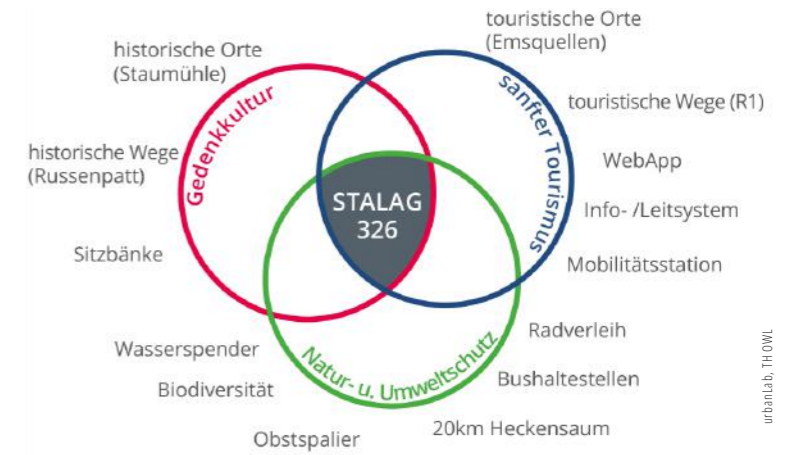 touristische Orte
(Emsquellen)
historische Orte
(Staumühle)
Gedenkkultur
sanfter Tourismus
touristische Wege (R1)
historische Wege
(Russenpatt)
WebApp
STALAG
326
Info- /Leitsystem
Sitzbänke
Mobilitätsstation
Natur- u. Umweltschutz
Radverleih
Wasserspender
Bushaltestellen
Biodiversität
20km Heckensaum
Obstspalier
urbanLab, TH OWL